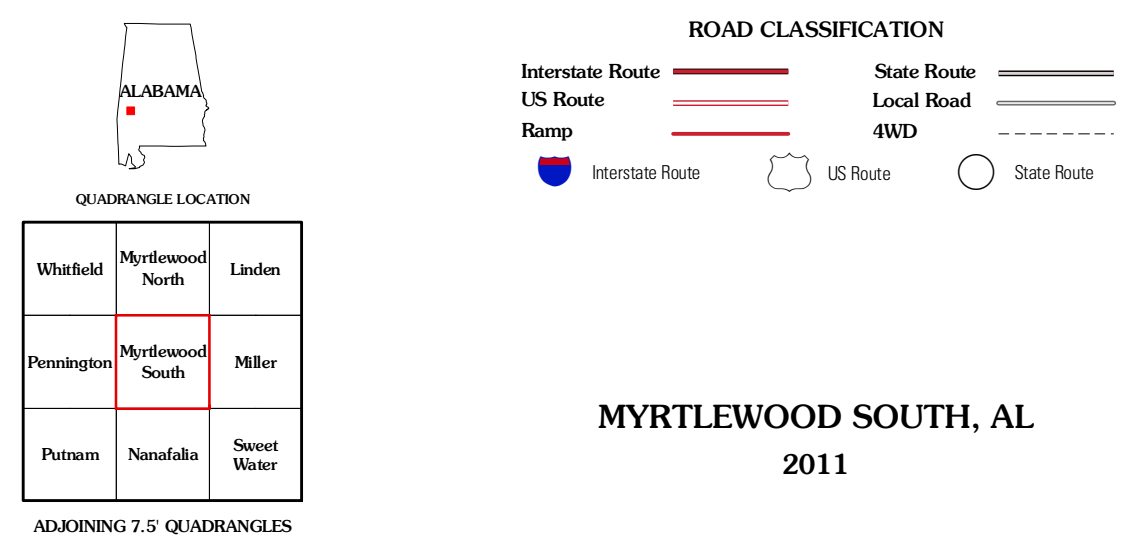 ALABAMA
QUADRANGLE LOCATION
Whitfield
Myrtlewood
North
Linden
Pennington
Myrtlewood
South
Miller
Putnam
Nanafalia
Sweet
Water
ADJOINING 7.5' QUADRANGLES
ROAD CLASSIFICATION
Interstate Route
State Route
US Route
Local Road
Ramp
4WD
Interstate Route
US Route
State Route
MYRTLEWOOD SOUTH, AL
2011